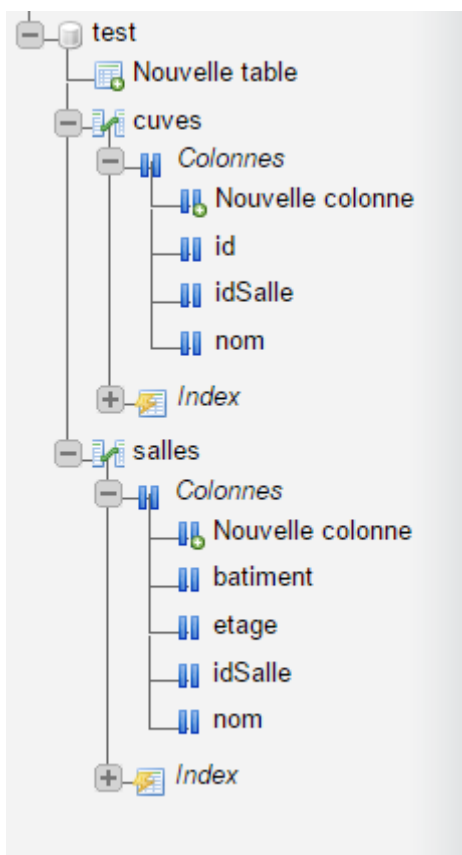 test
Nouvelle table
cuves
Colonnes
Nouvelle colonne
id
idSalle
nom
Index
salles
Colonnes
Nouvelle colonne
batiment
etage
idSalle
nom
Index